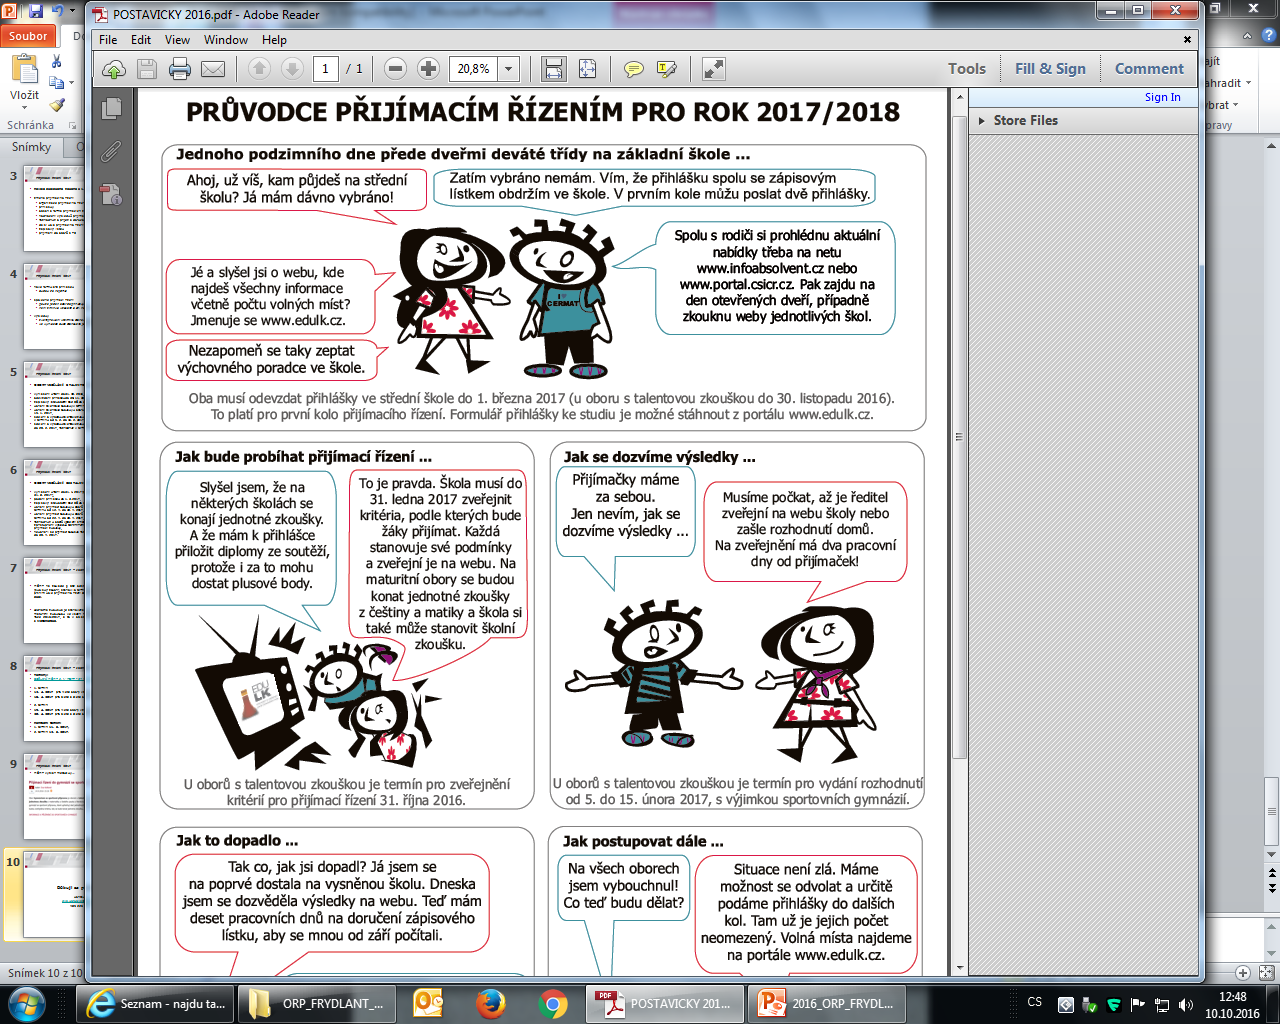 POSTAVICKY 2016.pdf - Adobe Reader
File Edit View Window Help
1 / 1
20,8%
Tools Fill & Sign Comment
Sign In
Store Files
Soubor
Vložit
Schránka
Snímky
3
4
5
6
7
8
9
10
Snímek 10 z 10
PRŮVODCE PŘIJÍMACÍM ŘÍZENÍM PRO ROK 2017/2018
Jednoho podzimního dne přede dveřmi deváté třídy na základní škole ...
Ahoj, už víš, kam půjdeš na střední
školu? Já mám dávno vybráno!
Zatím vybráno nemám. Vím, že přihlášku spolu se zápisovým
lístkem obdržím ve škole. V prvním kole můžu poslat dvě přihlášky.
Spolu s rodiči si prohlédnu aktuální
nabídky třeba na netu
www.infoabsolvent.cz nebo
www.portal.csicr.cz. Pak zajdu na
den otevřených dveří, případně
zkouknu weby jednotlivých škol.
Jé a slyšel jsi o webu, kde
najdeš všechny informace
včetně počtu volných míst?
Jmenuje se www.edulk.cz.
Nezapomeň se taky zeptat
výchovného poradce ve škole.
I
CERMAT
Oba musí odevzdat přihlášky ve střední škole do 1. března 2017 (u oboru s talentovou zkouškou do 30. listopadu 2016).
To platí pro první kolo přijímacího řízení. Formulář přihlášky ke studiu je možné stáhnout z portálu www.edulk.cz.
Jak bude probíhat přijímací řízení ...
Slyšel jsem, že na
některých školách se
konají jednotné zkoušky.
A že mám k přihlášce
přiložit diplomy ze soutěží,
protože i za to mohu
dostat plusové body.
To je pravda. Škola musí do
31. ledna 2017 zveřejnit
kritéria, podle kterých bude
žáky přijímat. Každá
stanovuje své podmínky
a zveřejní je na webu. Na
maturitní obory se budou
konat jednotné zkoušky
z češtiny a matiky a škola si
také může stanovit školní
zkoušku.
EDU
LK
U oborů s talentovou zkouškou je termín pro zveřejnění
kritérií pro přijímací řízení 31. října 2016.
Jak se dozvíme výsledky ...
Přijímačky máme
za sebou.
Jen nevím, jak se
dozvíme výsledky ...
Musíme počkat, až je ředitel
zveřejní na webu školy nebo
zašle rozhodnutí domů.
Na zveřejnění má dva pracovní
dny od přijímaček!
U oborů s talentovou zkouškou je termín pro vydání rozhodnutí
od 5. do 15. února 2017, s výjimkou sportovních gymnázií.
Jak to dopadlo ...
Tak co, jak jsi dopadl? Já jsem se
na poprvé dostala na vysněnou školu. Dneska
jsem se dozvěděla výsledky na webu. Teď mám
deset pracovních dnů na doručení zápisového
lístku, aby se mnou od září počítali.
Jak postupovat dále ...
Na všech oborech
jsem vybouchnul!
Co teď budu dělat?
Situace není zlá. Máme
možnost se odvolat a určitě
podáme přihlášky do dalších
kol. Tam už je jejich počet
neomezený. Volná místa najdeme
na portále www.edulk.cz.
Seznam - najdu ta...
ORP_FRYDLANT_...
POSTAVICKY 201...
2016_ORP_FRYDL...
CS
12:48
10.10.2016